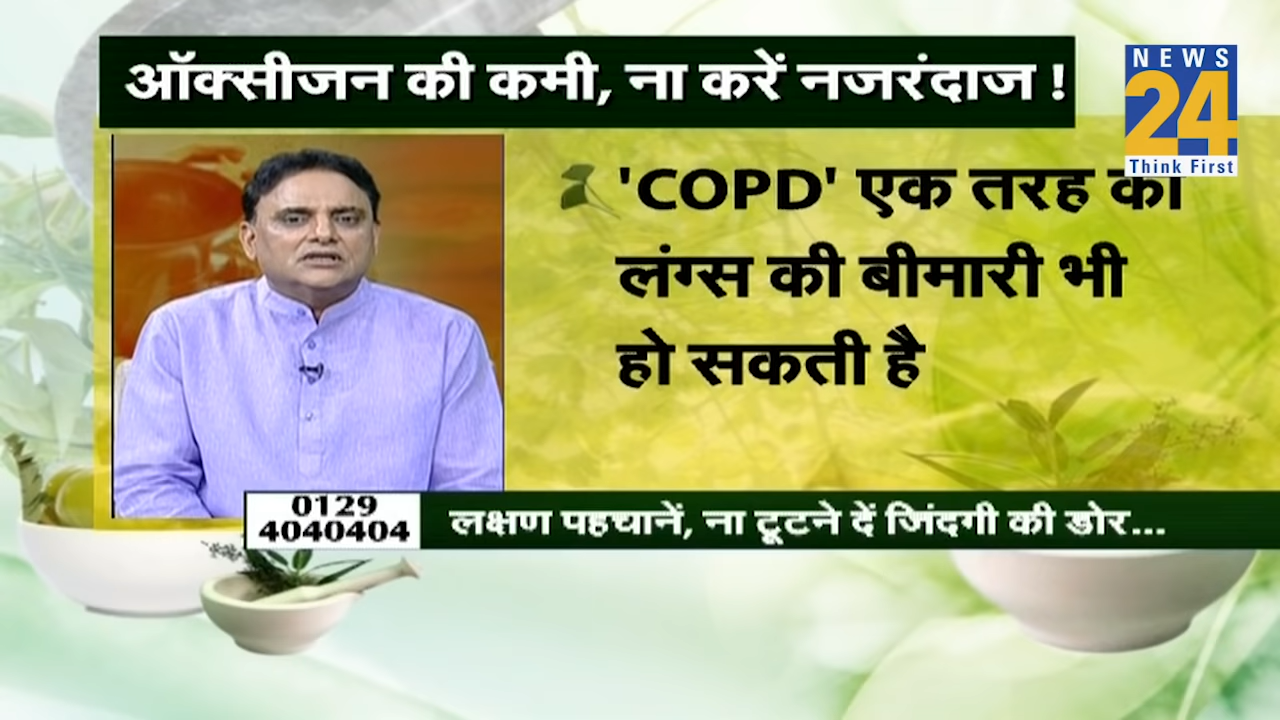 ऑक्सीजन की कमी, ना करें नजरंदाज !
NEWS
24
Think First
'COPD' एक तरह का
लंग्स की बीमारी भी
हो सकती है
0129
4040404
लक्षण पहचानें, ना टूटने दें जिंदगी की डोर...